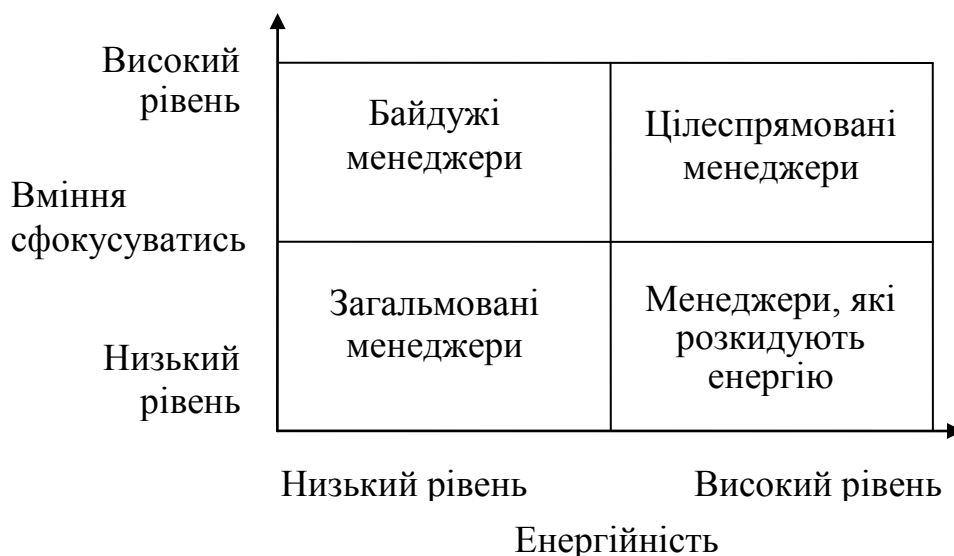 Високий
рівень
Байдужі
менеджери
Цілеспрямовані
менеджери
Вміння
сфокусуватись
Загальмовані
менеджери
Менеджери, які
розкидують
енергію
Низький
рівень
Низький рівень
Високий рівень
Енергійність